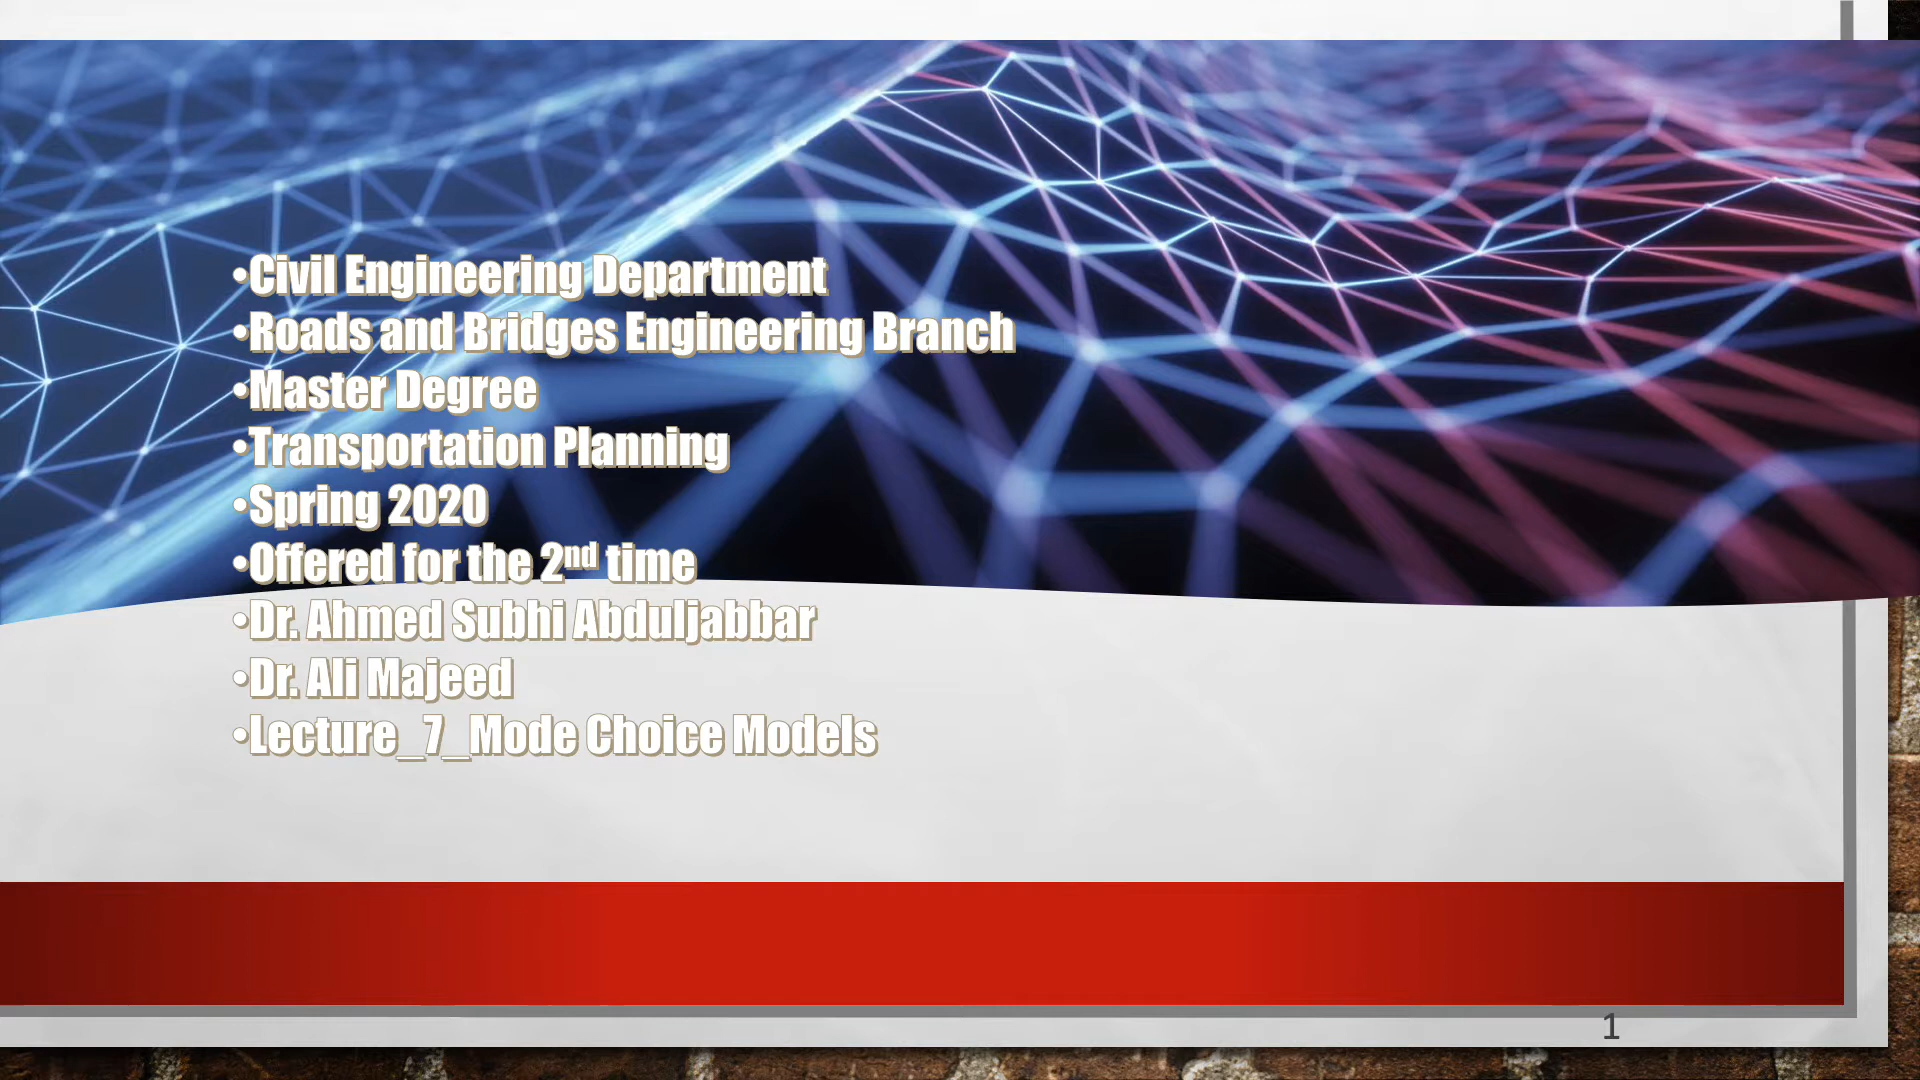 •Civil Engineering Department
•Roads and Bridges Engineering Branch
•Master Degree
•Transportation Planning
•Spring 2020
•Offered for the 2nd time
•Dr. Ahmed Subhi Abduljabbar
•Dr. Ali Majeed
•Lecture_7_Mode Choice Models
1